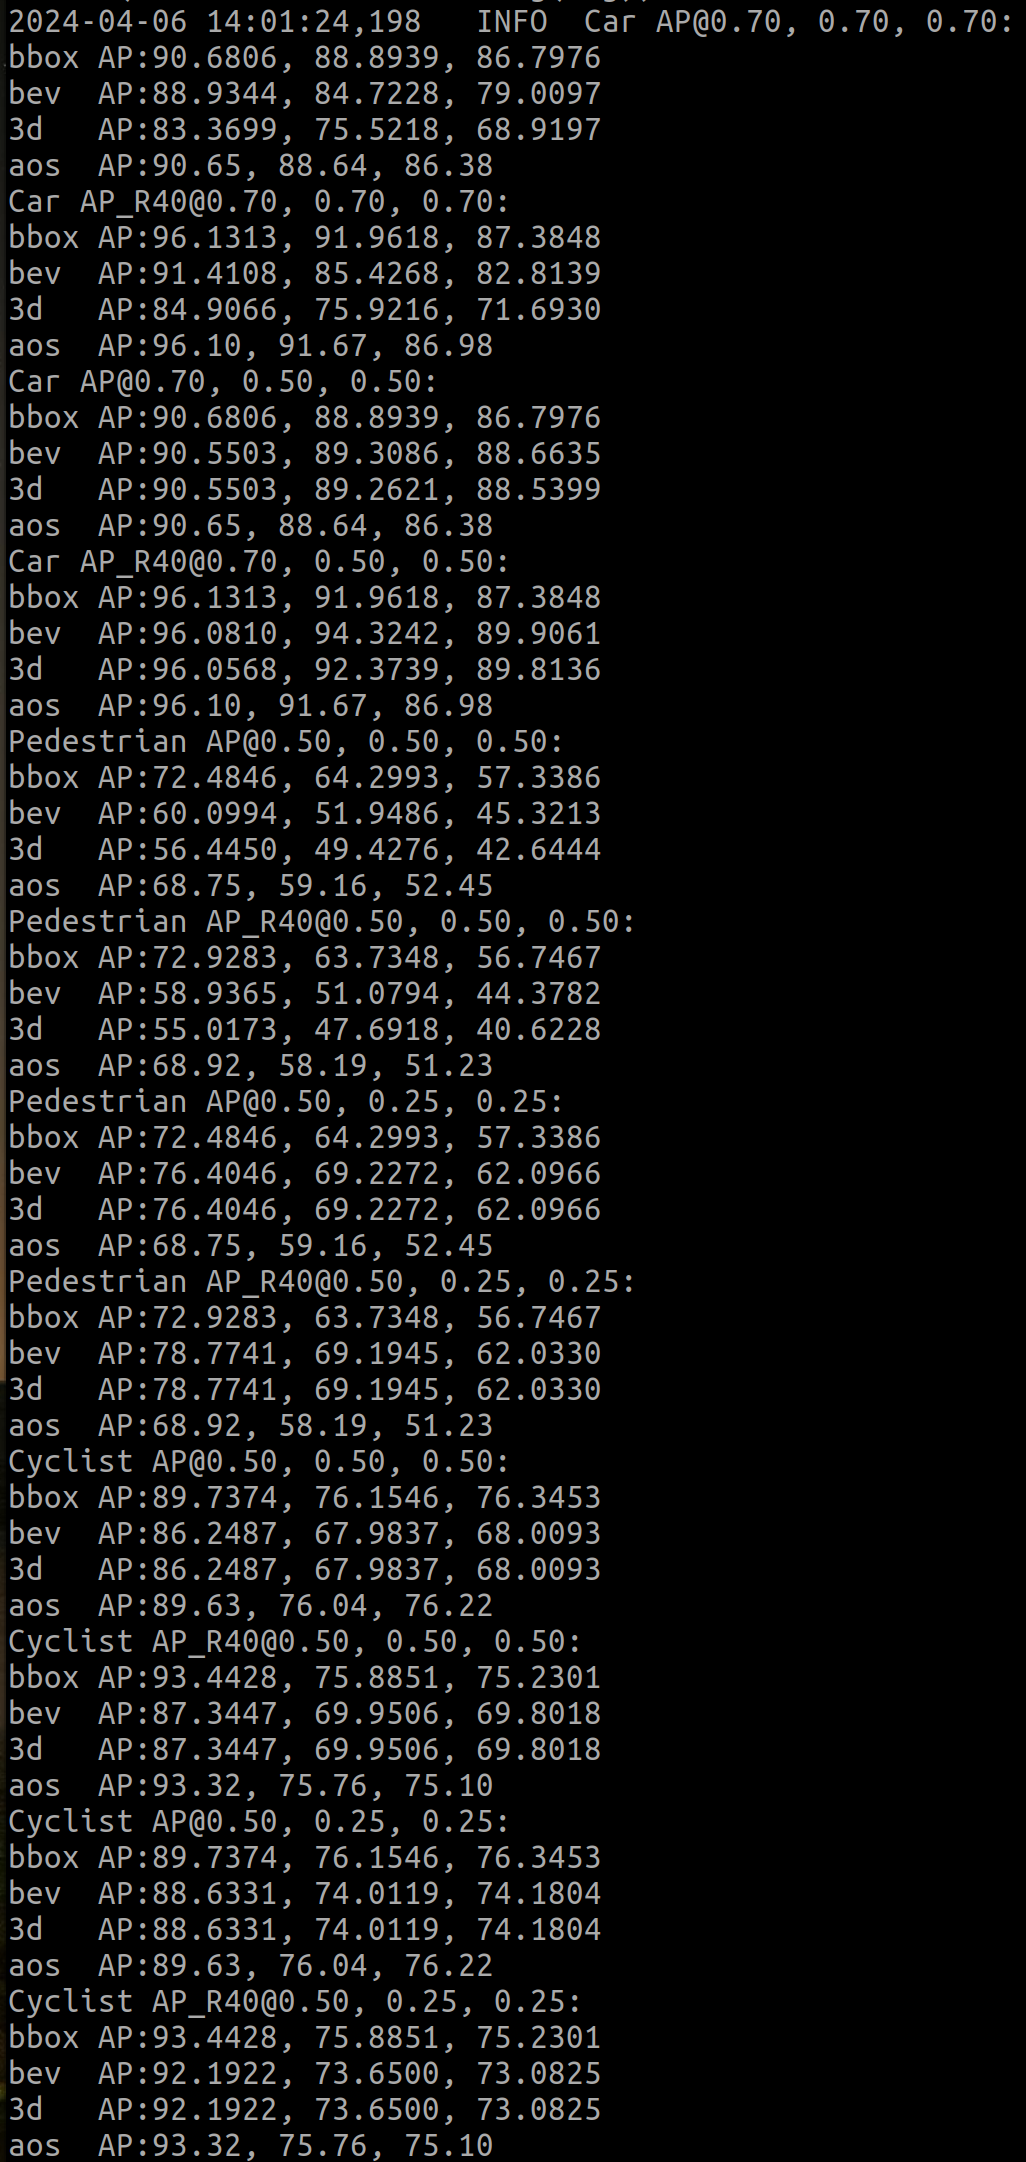 2024-04-06 14:01:24,198   INFO  Car AP@0.70, 0.70, 0.70:
bbox AP:90.6806, 88.8939, 86.7976
bev  AP:88.9344, 84.7228, 79.0097
3d   AP:83.3699, 75.5218, 68.9197
aos  AP:90.65, 88.64, 86.38
Car AP_R40@0.70, 0.70, 0.70:
bbox AP:96.1313, 91.9618, 87.3848
bev  AP:91.4108, 85.4268, 82.8139
3d   AP:84.9066, 75.9216, 71.6930
aos  AP:96.10, 91.67, 86.98
Car AP@0.70, 0.50, 0.50:
bbox AP:90.6806, 88.8939, 86.7976
bev  AP:90.5503, 89.3086, 88.6635
3d   AP:90.5503, 89.2621, 88.5399
aos  AP:90.65, 88.64, 86.38
Car AP_R40@0.70, 0.50, 0.50:
bbox AP:96.1313, 91.9618, 87.3848
bev  AP:96.0810, 94.3242, 89.9061
3d   AP:96.0568, 92.3739, 89.8136
aos  AP:96.10, 91.67, 86.98
Pedestrian AP@0.50, 0.50, 0.50:
bbox AP:72.4846, 64.2993, 57.3386
bev  AP:60.0994, 51.9486, 45.3213
3d   AP:56.4450, 49.4276, 42.6444
aos  AP:68.75, 59.16, 52.45
Pedestrian AP_R40@0.50, 0.50, 0.50:
bbox AP:72.9283, 63.7348, 56.7467
bev  AP:58.9365, 51.0794, 44.3782
3d   AP:55.0173, 47.6918, 40.6228
aos  AP:68.92, 58.19, 51.23
Pedestrian AP@0.50, 0.25, 0.25:
bbox AP:72.4846, 64.2993, 57.3386
bev  AP:76.4046, 69.2272, 62.0966
3d   AP:76.4046, 69.2272, 62.0966
aos  AP:68.75, 59.16, 52.45
Pedestrian AP_R40@0.50, 0.25, 0.25:
bbox AP:72.9283, 63.7348, 56.7467
bev  AP:78.7741, 69.1945, 62.0330
3d   AP:78.7741, 69.1945, 62.0330
aos  AP:68.92, 58.19, 51.23
Cyclist AP@0.50, 0.50, 0.50:
bbox AP:89.7374, 76.1546, 76.3453
bev  AP:86.2487, 67.9837, 68.0093
3d   AP:86.2487, 67.9837, 68.0093
aos  AP:89.63, 76.04, 76.22
Cyclist AP_R40@0.50, 0.50, 0.50:
bbox AP:93.4428, 75.8851, 75.2301
bev  AP:87.3447, 69.9506, 69.8018
3d   AP:87.3447, 69.9506, 69.8018
aos  AP:93.32, 75.76, 75.10
Cyclist AP@0.50, 0.25, 0.25:
bbox AP:89.7374, 76.1546, 76.3453
bev  AP:88.6331, 74.0119, 74.1804
3d   AP:88.6331, 74.0119, 74.1804
aos  AP:89.63, 76.04, 76.22
Cyclist AP_R40@0.50, 0.25, 0.25:
bbox AP:93.4428, 75.8851, 75.2301
bev  AP:92.1922, 73.6500, 73.0825
3d   AP:92.1922, 73.6500, 73.0825
aos  AP:93.32, 75.76, 75.10